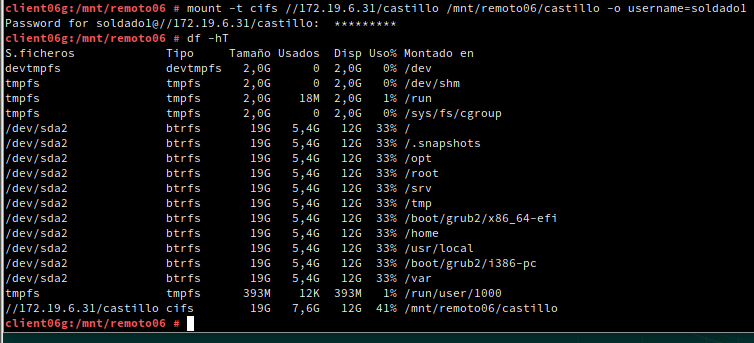 client06g:/mnt/remoto06 # mount -t cifs //172.19.6.31/castillo /mnt/remoto06/castillo -o username=soldado1
Password for soldado1@//172.19.6.31/castillo:  *********
client06g:/mnt/remoto06 # df -hT
S.ficheros             Tipo     Tamaño Usados  Disp Uso% Montado en
devtmpfs               devtmpfs   2,0G      0  2,0G   0% /dev
tmpfs                  tmpfs      2,0G      0  2,0G   0% /dev/shm
tmpfs                  tmpfs      2,0G    18M  2,0G   1% /run
tmpfs                  tmpfs      2,0G      0  2,0G   0% /sys/fs/cgroup
/dev/sda2              btrfs       19G   5,4G   12G  33% /
/dev/sda2              btrfs       19G   5,4G   12G  33% /.snapshots
/dev/sda2              btrfs       19G   5,4G   12G  33% /opt
/dev/sda2              btrfs       19G   5,4G   12G  33% /root
/dev/sda2              btrfs       19G   5,4G   12G  33% /srv
/dev/sda2              btrfs       19G   5,4G   12G  33% /tmp
/dev/sda2              btrfs       19G   5,4G   12G  33% /boot/grub2/x86_64-efi
/dev/sda2              btrfs       19G   5,4G   12G  33% /home
/dev/sda2              btrfs       19G   5,4G   12G  33% /usr/local
/dev/sda2              btrfs       19G   5,4G   12G  33% /boot/grub2/i386-pc
/dev/sda2              btrfs       19G   5,4G   12G  33% /var
tmpfs                  tmpfs      393M    12K  393M   1% /run/user/1000
//172.19.6.31/castillo cifs        19G   7,6G   12G  41% /mnt/remoto06/castillo
client06g:/mnt/remoto06 #